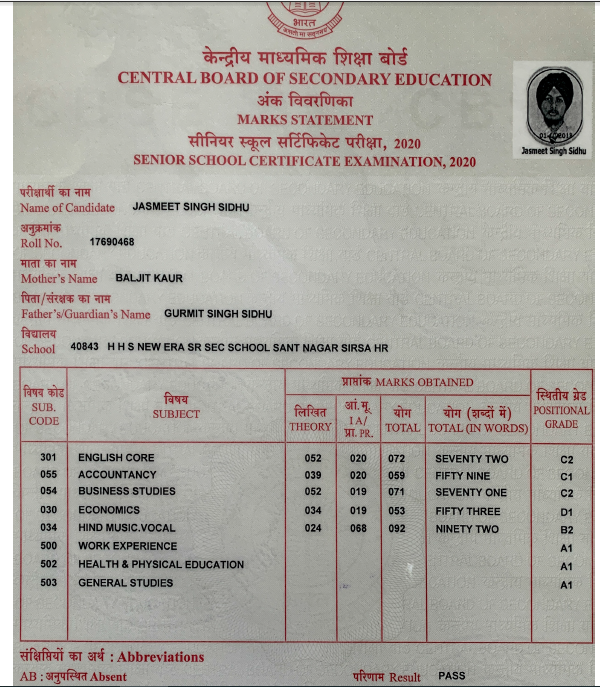 भारत
केन्द्रीय माध्यमिक शिक्षा बोर्ड
CENTRAL BOARD OF SECONDARY EDUCATION
अंक विवरणिका
MARKS STATEMENT
सीनियर स्कूल सर्टिफिकेट परीक्षा, 2020
SENIOR SCHOOL CERTIFICATE EXAMINATION, 2020
Jasmeet Singh Sidhu
परीक्षार्थी का नाम
Name of Candidate JASMEET SINGH SIDHU
अनुक्रमांक
Roll No. 17690468
माता का नाम
Mother's Name BALJIT KAUR
पिता/संरक्षक का नाम
Father's/Guardian's Name GURMIT SINGH SIDHU
विद्यालय
School 40843 H H S NEW ERA SR SEC SCHOOL SANT NAGAR SIRSA HR
विषय कोड SUB. CODE विषय SUBJECT प्राप्तांक MARKS OBTAINED स्थितीय ग्रेड POSITIONAL GRADE
लिखित THEORY आं.मू. I A/ प्रा. PR. योग TOTAL योग (शब्दों में) TOTAL (IN WORDS)
301 ENGLISH CORE 052 020 072 SEVENTY TWO C2
055 ACCOUNTANCY 039 020 059 FIFTY NINE C1
054 BUSINESS STUDIES 052 019 071 SEVENTY ONE C2
030 ECONOMICS 034 019 053 FIFTY THREE D1
034 HIND MUSIC.VOCAL 024 068 092 NINETY TWO B2
500 WORK EXPERIENCE A1
502 HEALTH & PHYSICAL EDUCATION A1
503 GENERAL STUDIES A1
संक्षिप्तियों का अर्थ : Abbreviations
AB : अनुपस्थित Absent परिणाम Result PASS